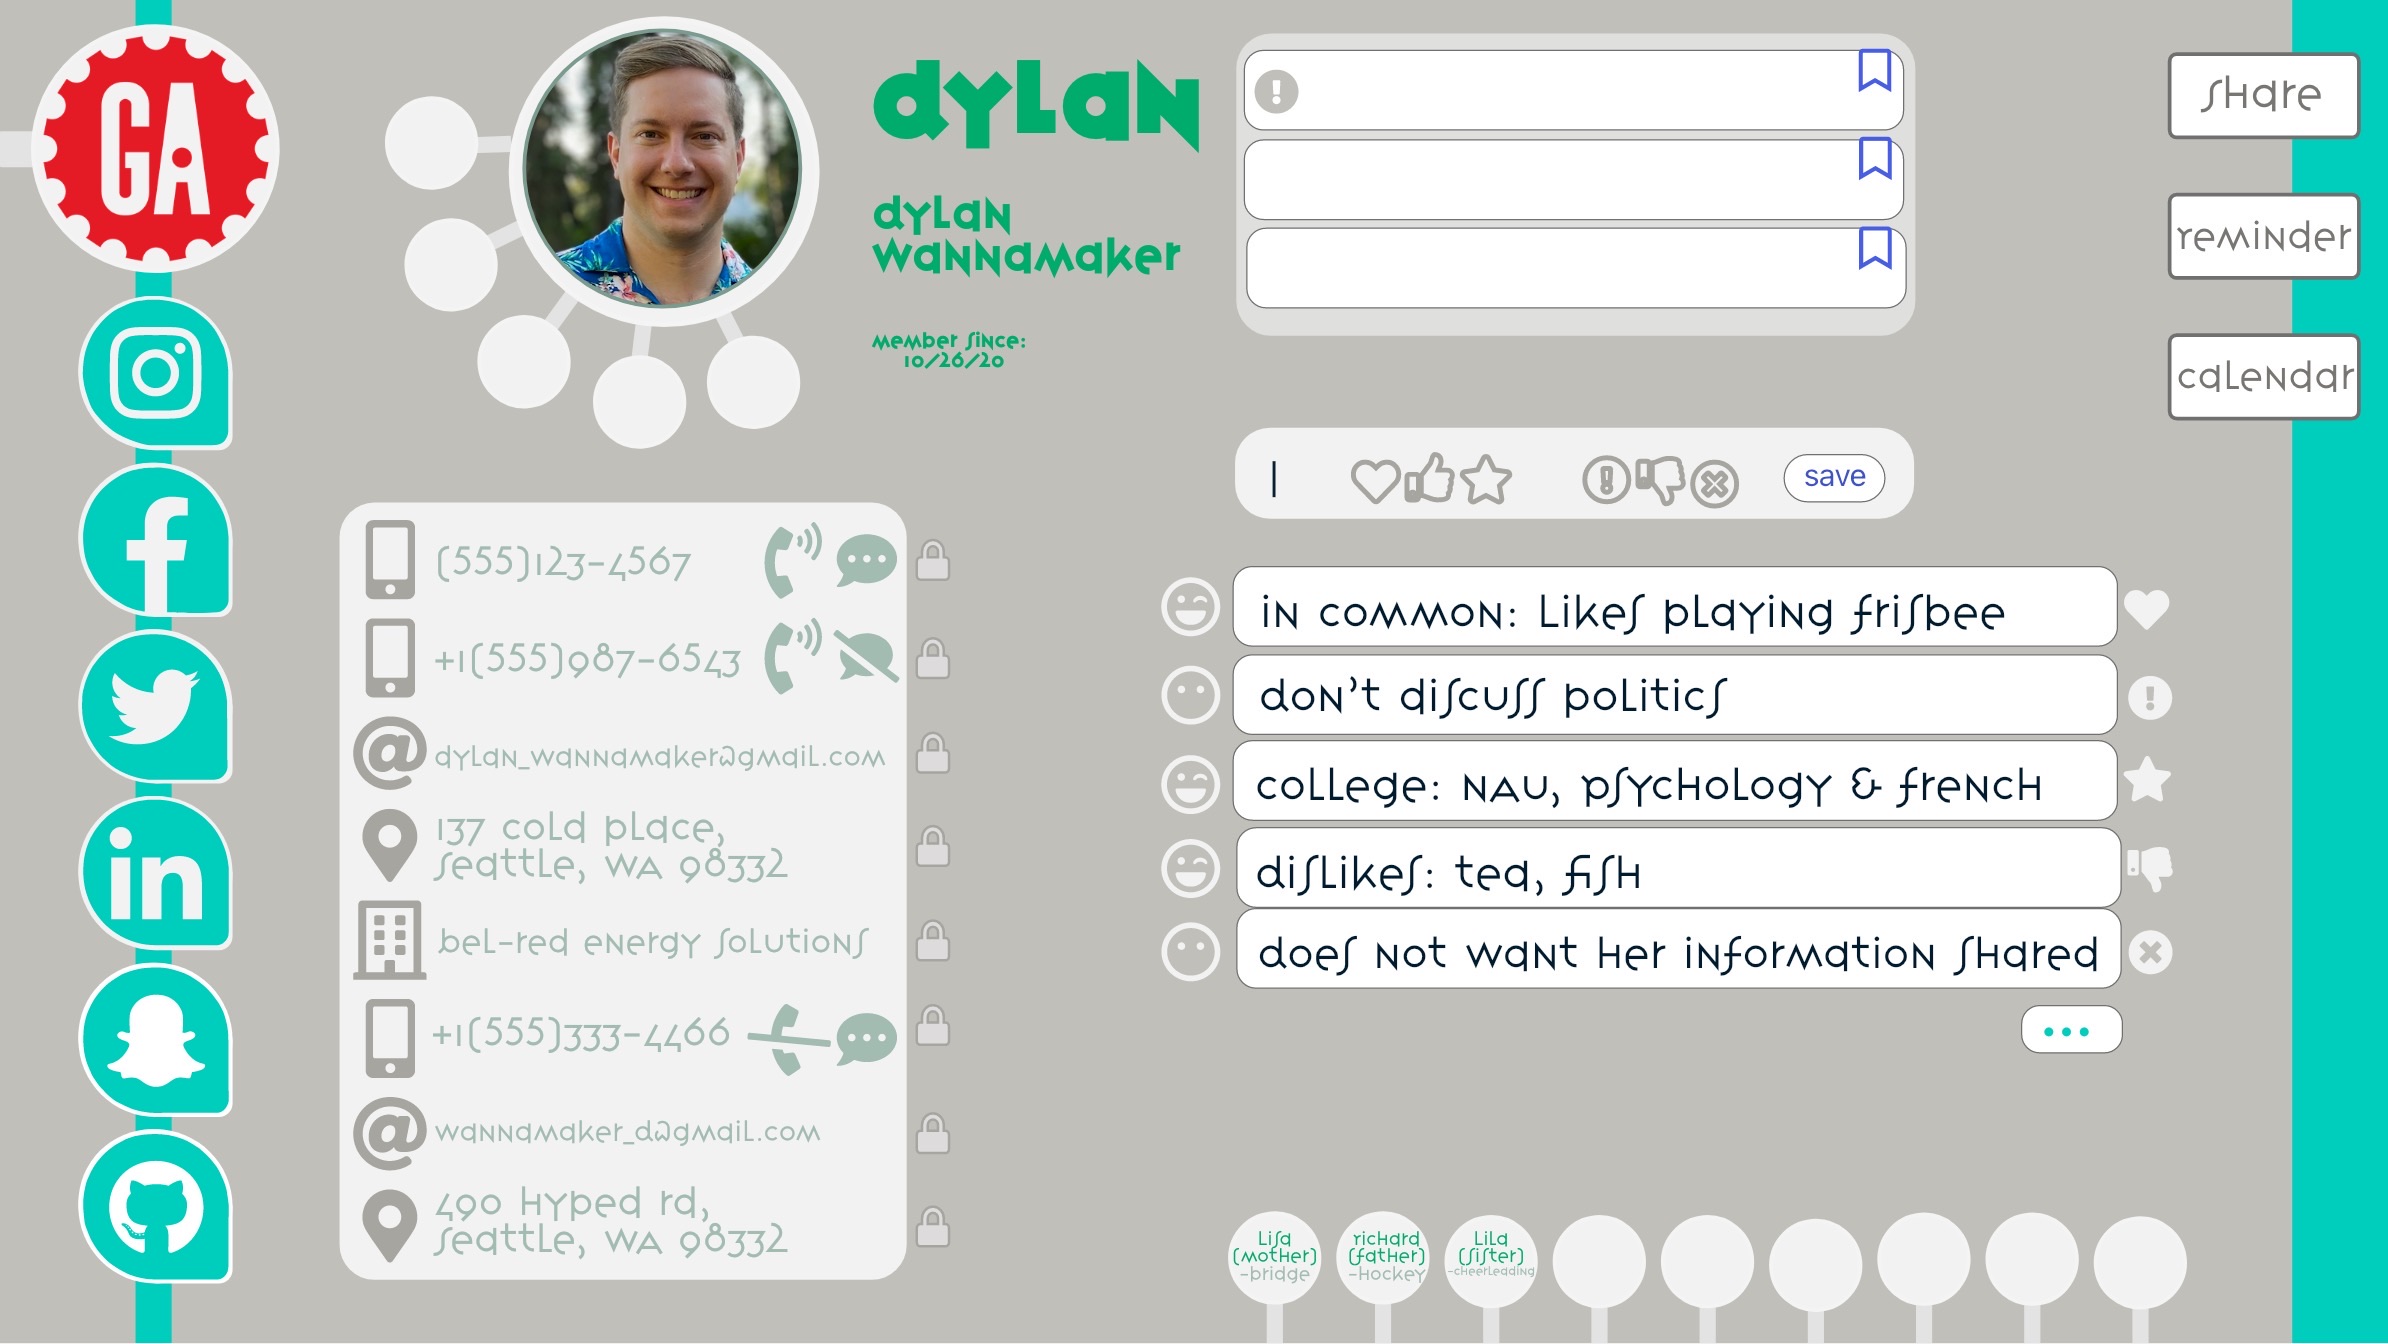 GA
dylan
dylan
wannamaker
member since:
10/26/20
share
reminder
calendar
save
(555)123-4567
+1(555)987-6543
dylan_wannamaker@gmail.com
137 cold place,
seattle, WA 98332
bel-red energy solutions
+1(555)333-4466
wannamaker_d@gmail.com
490 hyped rd,
seattle, WA 98332
in common: likes playing frisbee
don't discuss politics
college: NAU, psychology & french
dislikes: ted, fish
does not want her information shared
...
in
lisa
(mother)
-bridge
richard
(father)
-hockey
lila
(sister)
-cheerleading